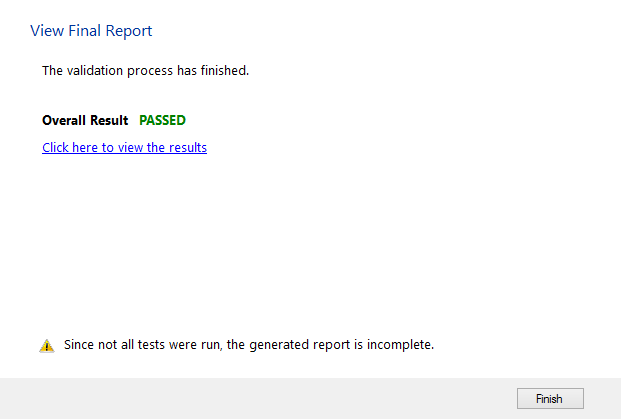 View Final Report
The validation process has finished.
Overall Result PASSED
Click here to view the results
Since not all tests were run, the generated report is incomplete.
Finish